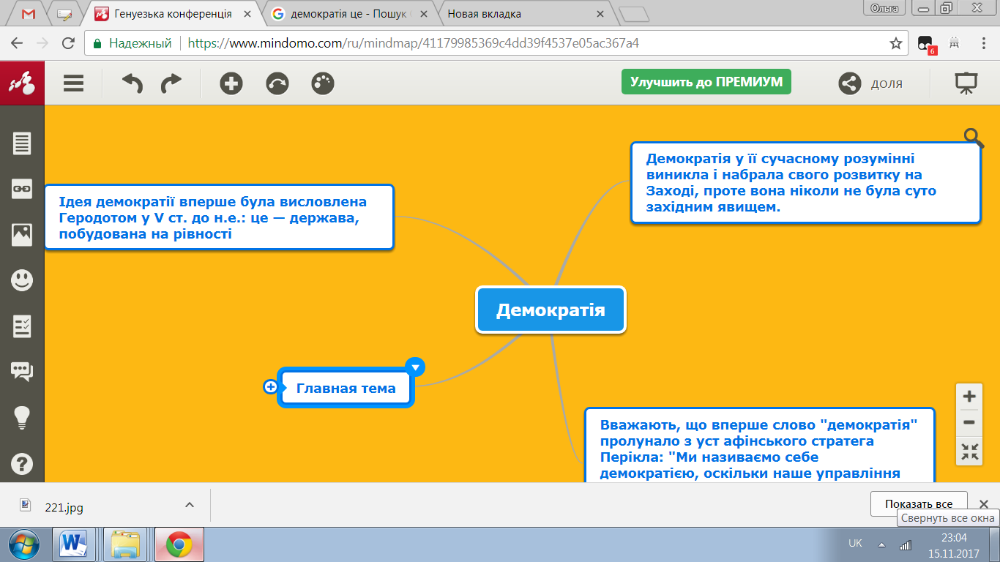 Генуезька конференція
демократія це - Пошук
Новая вкладка
Ольга
Надежный
https://www.mindomo.com/ru/mindmap/41179985369c4dd39f4537e05ac367a4
6
Улучшить до ПРЕМИУМ
ДОЛЯ
Демократія у її сучасному розумінні
виникла і набрала свого розвитку на
Заході, проте вона ніколи не була суто
західним явищем.
Ідея демократії вперше була висловлена
Геродотом у V ст. до н.е.: це — держава,
побудована на рівності
Демократія
Главная тема
Вважають, що вперше слово "демократія"
пролунало з уст афінського стратега
Перікла: "Ми називаємо себе
демократією, оскільки наше управління
221.jpg
Показать все
Свернуть все окна
UK
23:04
15.11.2017